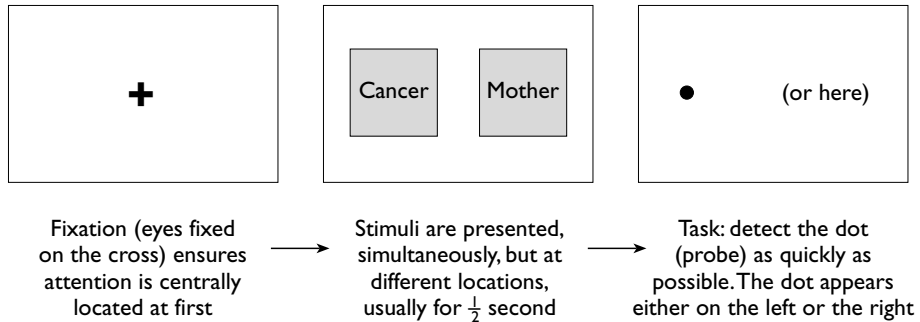 Cancer
Mother
(or here)
Fixation (eyes fixed
on the cross) ensures
attention is centrally
located at first
Stimuli are presented,
simultaneously, but at
different locations,
usually for 1/2 second
Task: detect the dot
(probe) as quickly as
possible. The dot appears
either on the left or the right